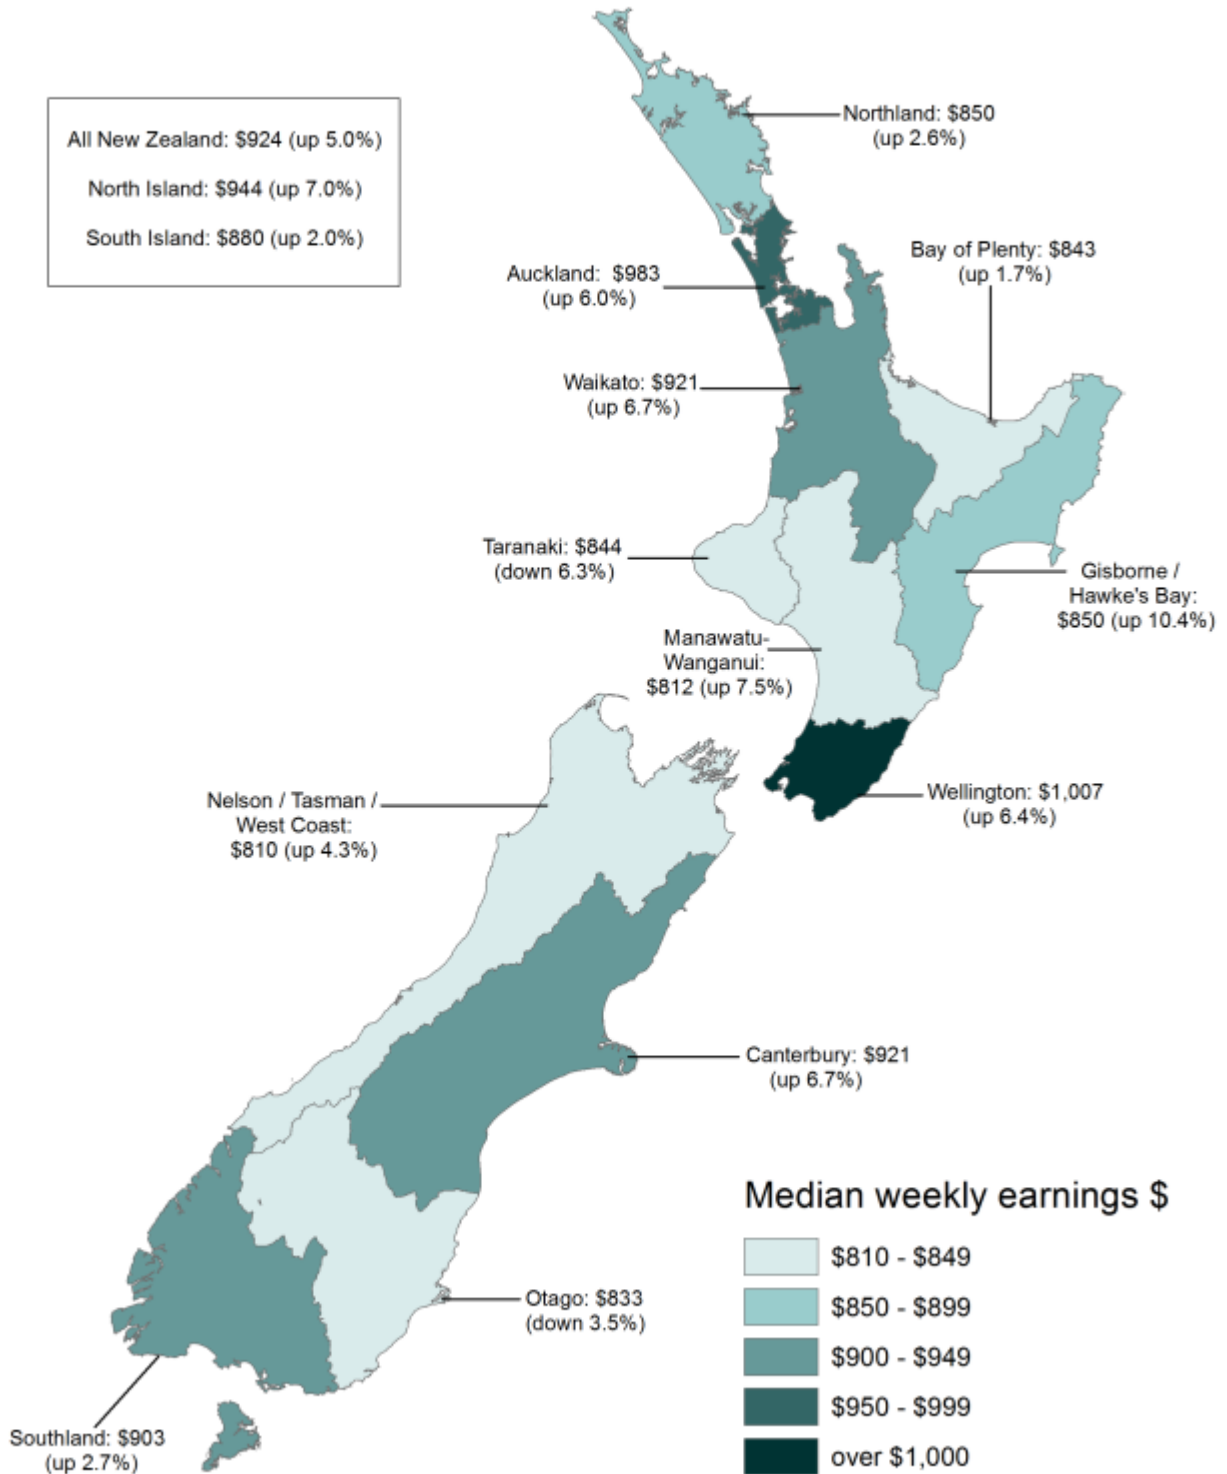 All New Zealand: $924 (up 5.0%)
North Island: $944 (up 7.0%)
South Island: $880 (up 2.0%)
Northland: $850
(up 2.6%)
Auckland: $983
(up 6.0%)
Bay of Plenty: $843
(up 1.7%)
Waikato: $921
(up 6.7%)
Taranaki: $844
(down 6.3%)
Gisborne /
Hawke's Bay:
$850 (up 10.4%)
Manawatu-
Wanganui:
$812 (up 7.5%)
Nelson / Tasman /
West Coast:
$810 (up 4.3%)
Wellington: $1,007
(up 6.4%)
Canterbury: $921
(up 6.7%)
Otago: $833
(down 3.5%)
Southland: $903
(up 2.7%)
Median weekly earnings $
$810 - $849
$850 - $899
$900 - $949
$950 - $999
over $1,000